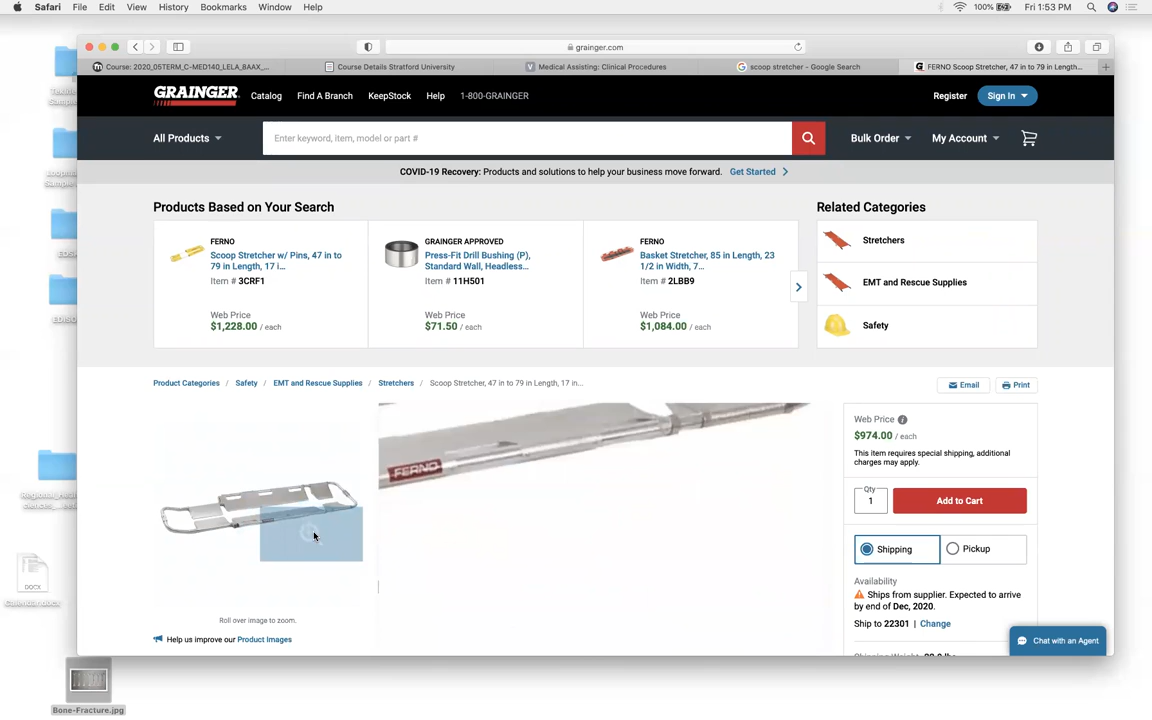 Safari File Edit View History Bookmarks Window Help
100% Fri 1:53 PM
grainger.com
Course: 2020_05TERM_C-MED140_LELA_BAAX_...
Course Details Stratford University
Medical Assisting: Clinical Procedures
scoop stretcher - Google Search
FERNO Scoop Stretcher, 47 in to 79 in Length...
GRAINGER Catalog Find A Branch KeepStock Help 1-800-GRAINGER
Register Sign In
All Products
Enter keyword, item, model or part #
Bulk Order My Account
COVID-19 Recovery: Products and solutions to help your business move forward. Get Started
Products Based on Your Search
FERNO
Scoop Stretcher w/ Pins, 47 in to
79 in Length, 17 i...
Item # 3CRF1
Web Price
$1,228.00 / each
GRAINGER APPROVED
Press-Fit Drill Bushing (P),
Standard Wall, Headless...
Item # 11H501
Web Price
$71.50 / each
FERNO
Basket Stretcher, 85 in Length, 23
1/2 in Width, 7...
Item # 2LBB9
Web Price
$1,084.00 / each
Related Categories
Stretchers
EMT and Rescue Supplies
Safety
Product Categories / Safety / EMT and Rescue Supplies / Stretchers / Scoop Stretcher, 47 in to 79 in Length, 17 in...
Email Print
FERNO
Roll over image to zoom.
Help us improve our Product Images
Web Price
$974.00 / each
This item requires special shipping, additional
charges may apply.
Qty
1
Add to Cart
Shipping
Pickup
Availability
Ships from supplier. Expected to arrive
by end of Dec, 2020.
Ship to 22301 | Change
Chat with an Agent
DOCX
Calendar.docx
Bone-Fracture.jpg